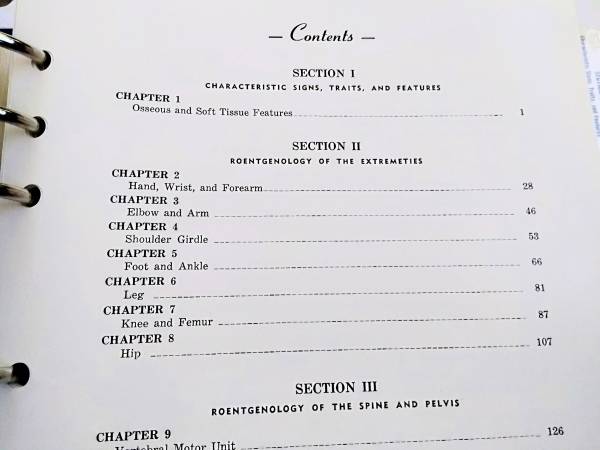 — Contents —
SECTION I
CHARACTERISTIC SIGNS, TRAITS, AND FEATURES
CHAPTER 1
Osseous and Soft Tissue Features 1
SECTION II
ROENTGENOLOGY OF THE EXTREMETIES
CHAPTER 2
Hand, Wrist, and Forearm 28
CHAPTER 3
Elbow and Arm 46
CHAPTER 4
Shoulder Girdle 53
CHAPTER 5
Foot and Ankle 66
CHAPTER 6
Leg 81
CHAPTER 7
Knee and Femur 87
CHAPTER 8
Hip 107
SECTION III
ROENTGENOLOGY OF THE SPINE AND PELVIS
CHAPTER 9
Vertebral Motor Unit 126